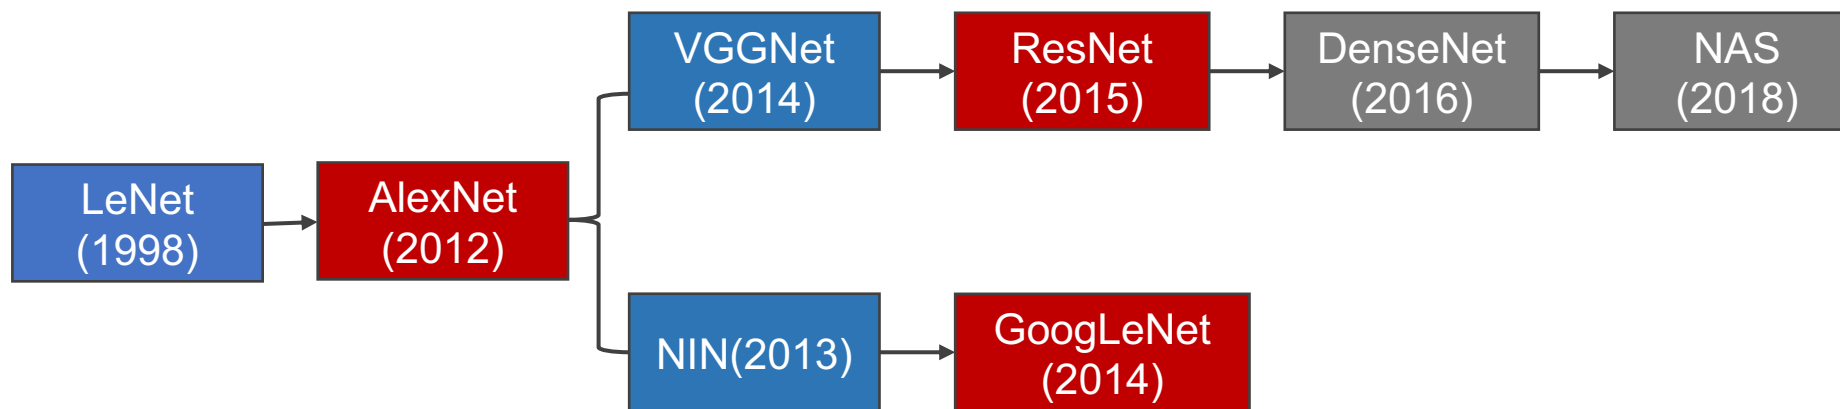 VGGNet
(2014)
ResNet
(2015)
DenseNet
(2016)
NAS
(2018)
LeNet
(1998)
AlexNet
(2012)
NIN(2013)
GoogLeNet
(2014)